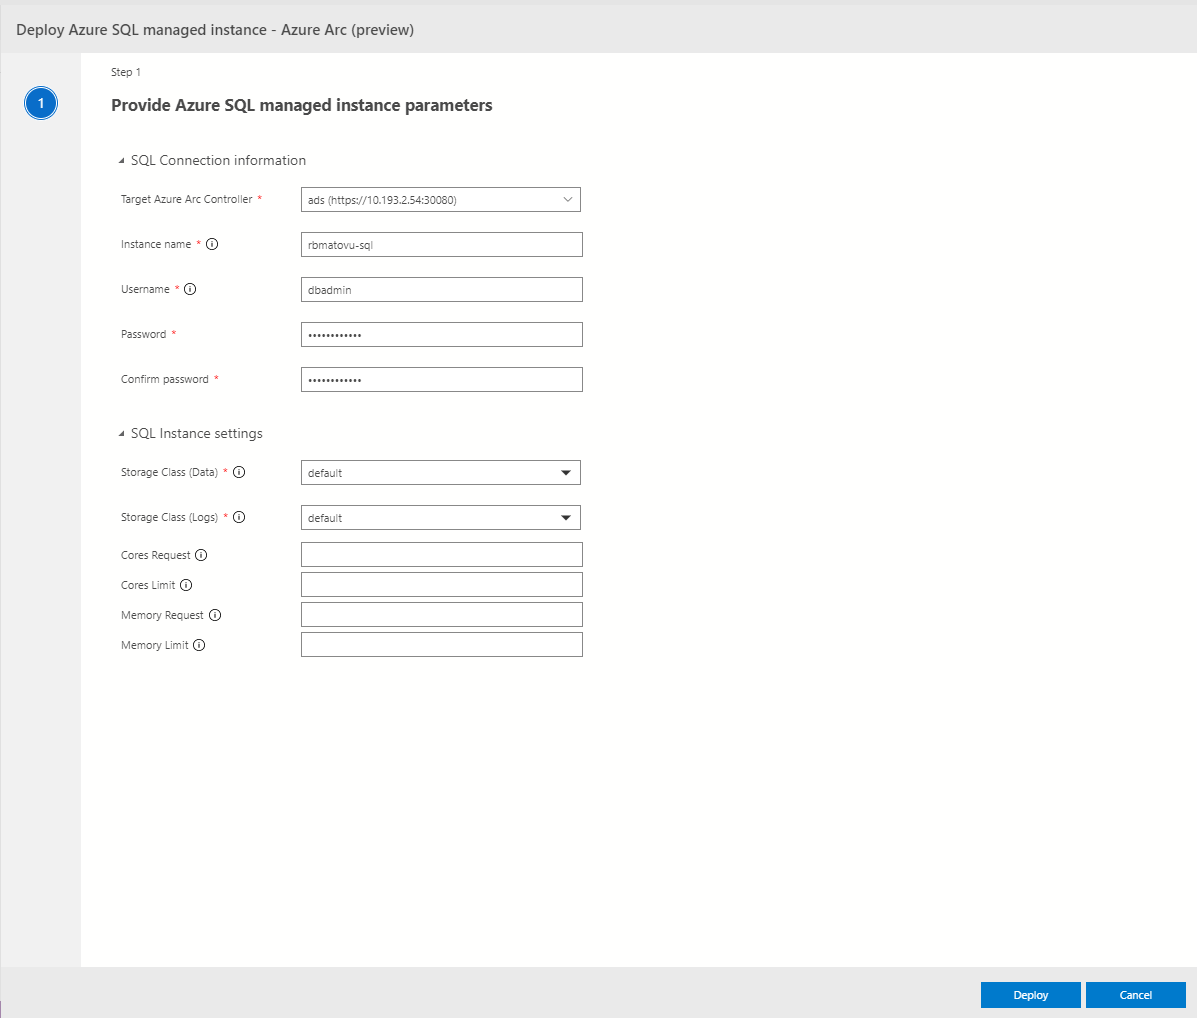 Deploy Azure SQL managed instance - Azure Arc (preview)
1
Step 1
Provide Azure SQL managed instance parameters
SQL Connection information
Target Azure Arc Controller * ads (https://10.193.2.54:30080)
Instance name * rbmatovu-sql
Username * dbadmin
Password * ••••••••••••
Confirm password * ••••••••••••
SQL Instance settings
Storage Class (Data) * default
Storage Class (Logs) * default
Cores Request
Cores Limit
Memory Request
Memory Limit
Deploy Cancel